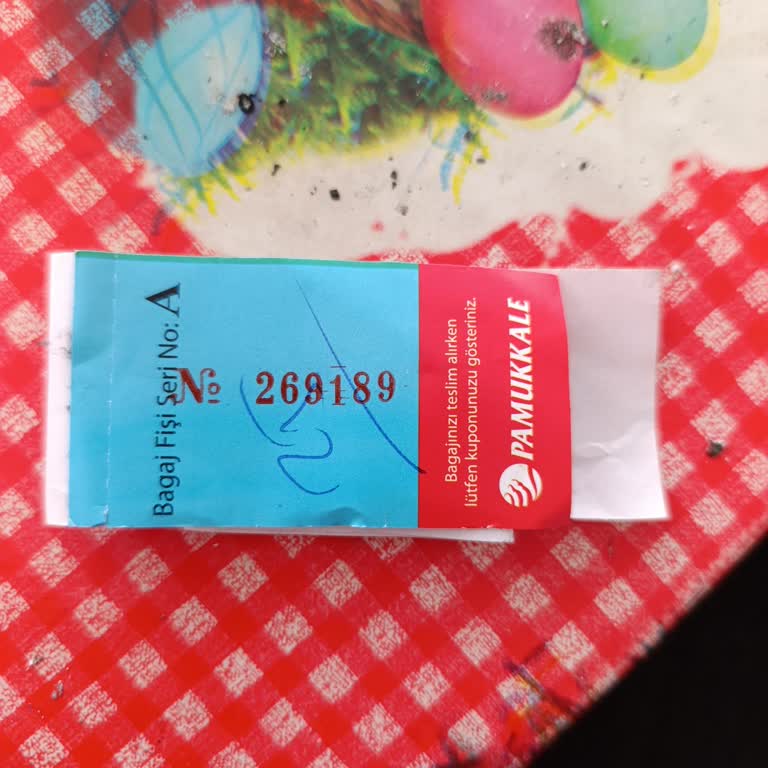 Bagaj Fişi Seri No: A
№ 269189
Bagajınızı teslim alırken
lütfen kuponunuzu gösteriniz.
PAMUKKALE